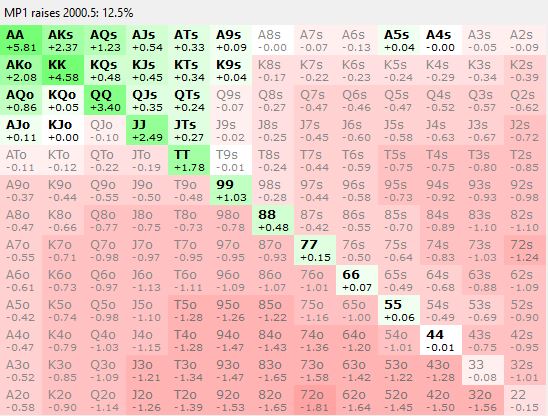 MP1 raises 2000.5: 12.5%
AA AKs AQs AJs ATs A9s A8s A7s A6s A5s A4s A3s A2s
+5.81 +2.37 +1.23 +0.54 +0.33 +0.09 -0.00 -0.07 -0.13 +0.04 -0.00 -0.05 -0.09
AKo KK KQs KJs KTs K9s K8s K7s K6s K5s K4s K3s K2s
+2.08 +4.58 +0.48 +0.45 +0.34 +0.04 -0.17 -0.22 -0.23 -0.24 -0.29 -0.34 -0.39
AQo KQo QQ QJs QTs Q9s Q8s Q7s Q6s Q5s Q4s Q3s Q2s
+0.86 +0.05 +3.40 +0.35 +0.24 -0.07 -0.27 -0.46 -0.46 -0.47 -0.52 -0.57 -0.62
AJo KJo QJo JJ JTs J9s J8s J7s J6s J5s J4s J3s J2s
+0.11 -0.00 -0.10 +2.49 +0.27 -0.02 -0.25 -0.45 -0.60 -0.58 -0.63 -0.67 -0.72
ATo KTo QTo JTo TT T9s T8s T7s T6s T5s T4s T3s T2s
-0.11 -0.12 -0.22 -0.19 +1.78 -0.01 -0.24 -0.44 -0.59 -0.75 -0.75 -0.80 -0.85
A9o K9o Q9o J9o T9o 99 98s 97s 96s 95s 94s 93s 92s
-0.37 -0.44 -0.55 -0.50 -0.48 +1.03 -0.28 -0.44 -0.58 -0.74 -0.92 -0.93 -0.98
A8o K8o Q8o J8o T8o 98o 88 87s 86s 85s 84s 83s 82s
-0.47 -0.66 -0.77 -0.75 -0.73 -0.78 +0.48 -0.42 -0.55 -0.70 -0.89 -1.10 -1.10
A7o K7o Q7o J7o T7o 97o 87o 77 76s 75s 74s 73s 72s
-0.55 -0.71 -0.98 -0.97 -0.95 -0.95 -0.93 +0.15 -0.50 -0.64 -0.83 -1.03 -1.24
A6o K6o Q6o J6o T6o 96o 86o 76o 66 65s 64s 63s 62s
-0.61 -0.73 -0.97 -1.13 -1.11 -1.09 -1.07 -1.01 +0.07 -0.49 -0.68 -0.88 -1.09
A5o K5o Q5o J5o T5o 95o 85o 75o 65o 55 54s 53s 52s
-0.42 -0.74 -0.98 -1.10 -1.28 -1.26 -1.22 -1.16 -1.00 +0.06 -0.49 -0.69 -0.90
A4o K4o Q4o J4o T4o 94o 84o 74o 64o 54o 44 43s 42s
-0.47 -0.79 -1.03 -1.15 -1.28 -1.47 -1.43 -1.36 -1.20 -1.01 -0.01 -0.75 -0.95
A3o K3o Q3o J3o T3o 93o 83o 73o 63o 53o 43o 33 32s
-0.52 -0.85 -1.09 -1.21 -1.34 -1.47 -1.65 -1.58 -1.42 -1.22 -1.28 -0.08 -1.01
A2o K2o Q2o J2o T2o 92o 82o 72o 62o 52o 42o 32o 22
-0.58 -0.90 -1.14 -1.26 -1.39 -1.53 -1.65 -1.81 -1.64 -1.45 -1.50 -1.56 -0.15